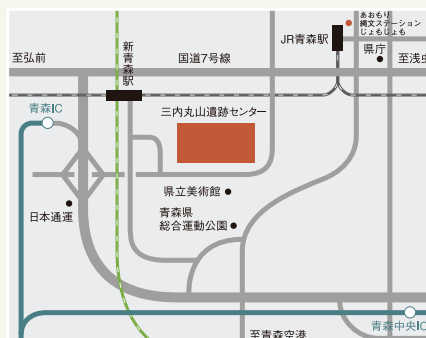 あおもり
縄文ステーション
じょもじょも
JR青森駅
県庁
至弘前
新青森駅
国道7号線
至浅
青森IC
三内丸山遺跡センター
県立美術館
日本通運
青森県
総合運動公園
青森中央IC
至青森空港